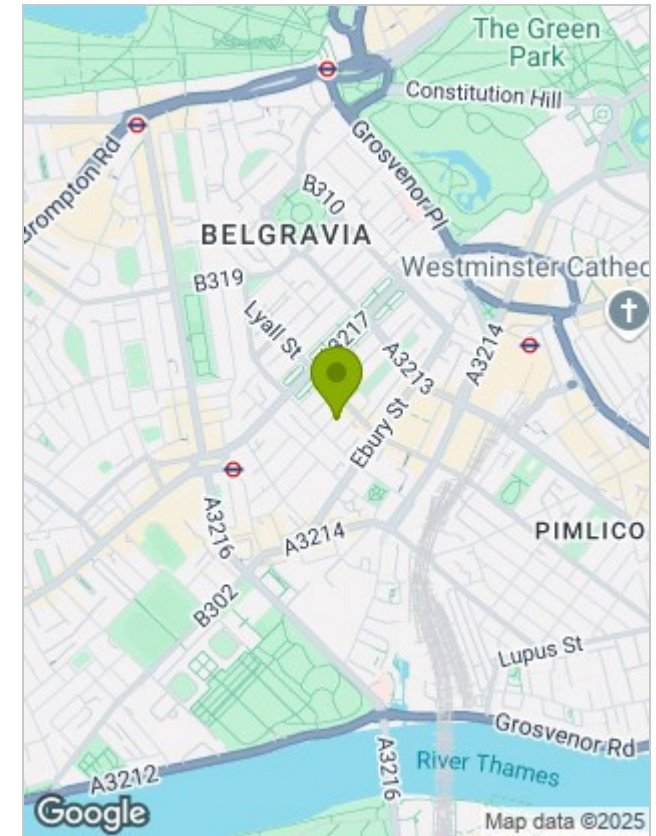 The Green
Park
Constitution Hill
Brompton Rd
Grosvenor Pl
B310
BELGRAVIA
Westminster Cathed
B319
Lyall St
A3217
A3213
A3214
Ebury St
A3216
A3214
PIMLICO
B302
Lupus St
Grosvenor Rd
A3212
A3216
River Thames
Google
Map data ©2025